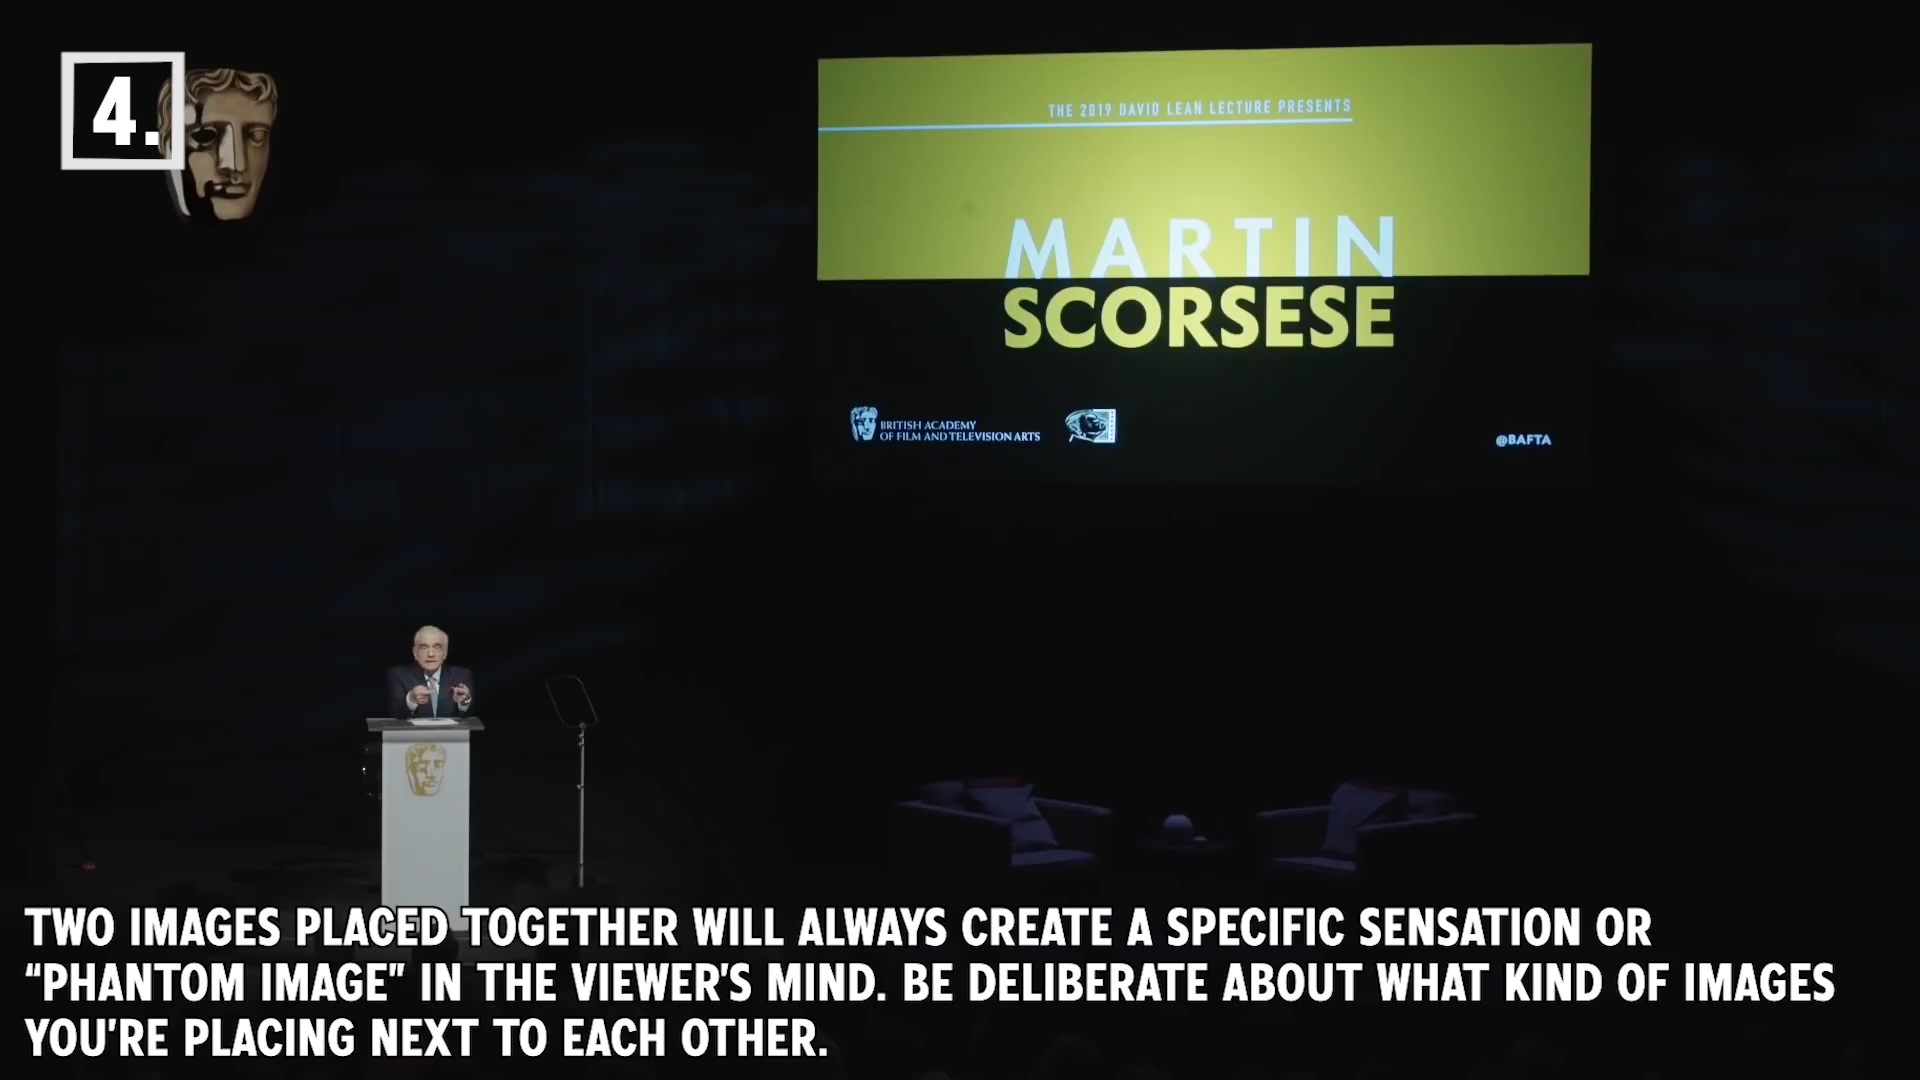 4.
THE 2019 DAVID LEAN LECTURE PRESENTS
MARTIN
SCORSESE
BRITISH ACADEMY
OF FILM AND TELEVISION ARTS
@BAFTA
TWO IMAGES PLACED TOGETHER WILL ALWAYS CREATE A SPECIFIC SENSATION OR
“PHANTOM IMAGE” IN THE VIEWER'S MIND. BE DELIBERATE ABOUT WHAT KIND OF IMAGES
YOU'RE PLACING NEXT TO EACH OTHER.